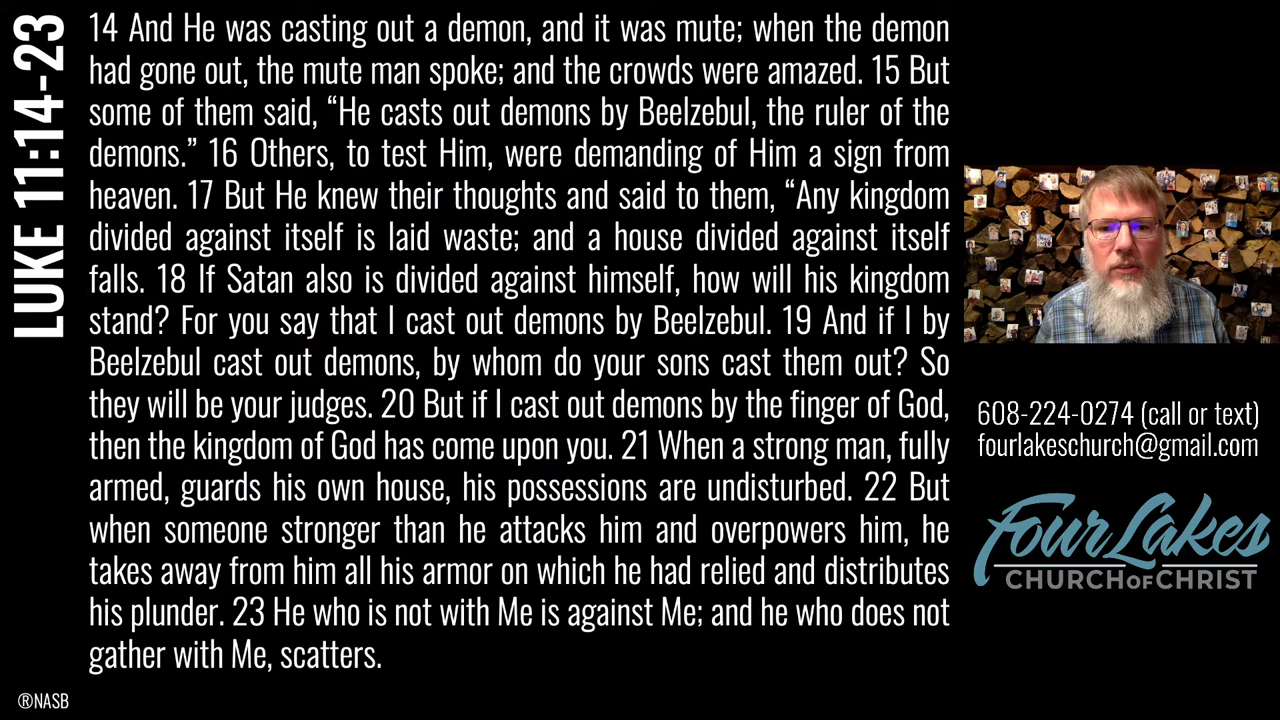 LUKE 11:14-23
14 And He was casting out a demon, and it was mute; when the demon
had gone out, the mute man spoke; and the crowds were amazed. 15 But
some of them said, “He casts out demons by Beelzebul, the ruler of the
demons.” 16 Others, to test Him, were demanding of Him a sign from
heaven. 17 But He knew their thoughts and said to them, “Any kingdom
divided against itself is laid waste; and a house divided against itself
falls. 18 If Satan also is divided against himself, how will his kingdom
stand? For you say that I cast out demons by Beelzebul. 19 And if I by
Beelzebul cast out demons, by whom do your sons cast them out? So
they will be your judges. 20 But if I cast out demons by the finger of God,
then the kingdom of God has come upon you. 21 When a strong man, fully
armed, guards his own house, his possessions are undisturbed. 22 But
when someone stronger than he attacks him and overpowers him, he
takes away from him all his armor on which he had relied and distributes
his plunder. 23 He who is not with Me is against Me; and he who does not
gather with Me, scatters.
®NASB
608-224-0274 (call or text)
fourlakeschurch@gmail.com
Four Lakes
CHURCH OF CHRIST